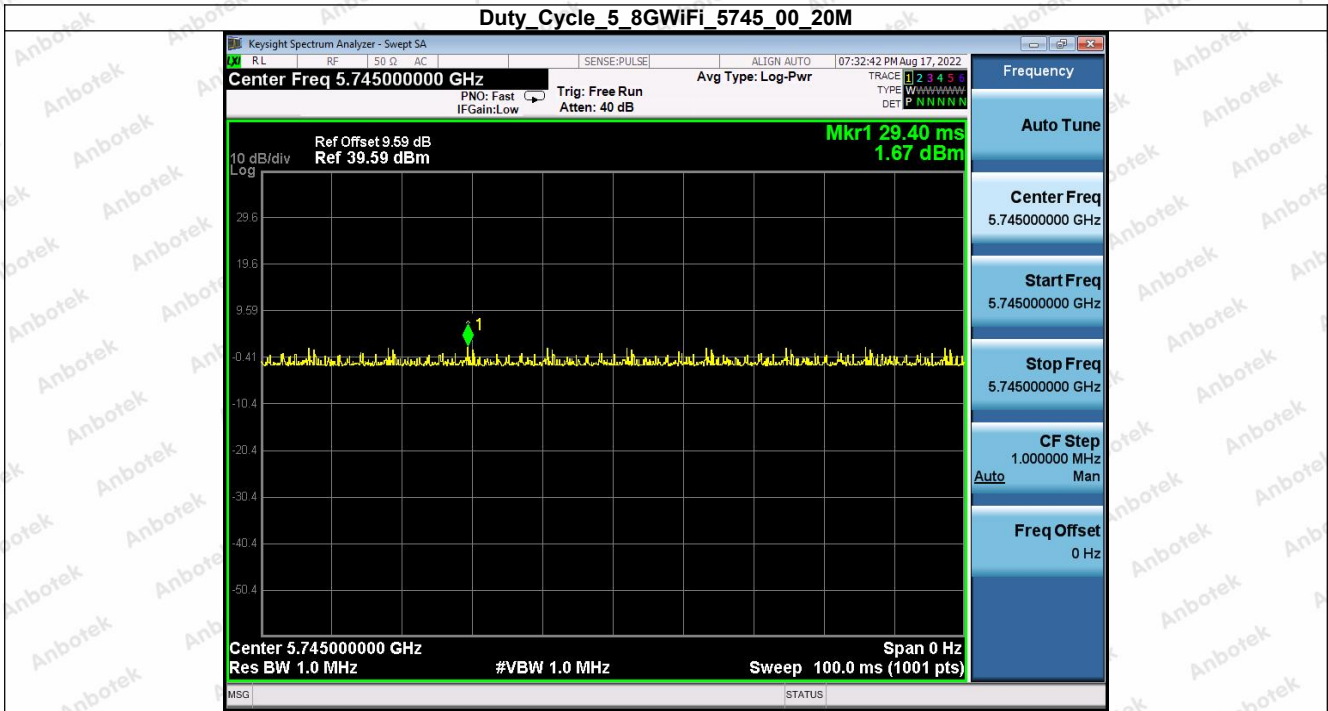 Duty_Cycle_5_8GWiFi_5745_00_20M
Keysight Spectrum Analyzer - Swept SA
LXI RL RF 50 Ω AC SENSE:PULSE ALIGN AUTO 07:32:42 PM Aug 17, 2022
Center Freq 5.745000000 GHz
PNO: Fast
IFGain:Low
Trig: Free Run
Atten: 40 dB
Avg Type: Log-Pwr
TRACE 1 2 3 4 5 6
TYPE WWWWWWW
DET P N N N N N
Frequency
Auto Tune
Center Freq
5.745000000 GHz
Start Freq
5.745000000 GHz
Stop Freq
5.745000000 GHz
CF Step
1.000000 MHz
Auto Man
Freq Offset
0 Hz
Mkr1 29.40 ms
1.67 dBm
Ref Offset 9.59 dB
10 dB/div Ref 39.59 dBm
Log
29.6
19.6
9.59
-0.41
-10.4
-20.4
-30.4
-40.4
-50.4
1
Center 5.745000000 GHz Span 0 Hz
Res BW 1.0 MHz #VBW 1.0 MHz Sweep 100.0 ms (1001 pts)
MSG STATUS
Anbotek